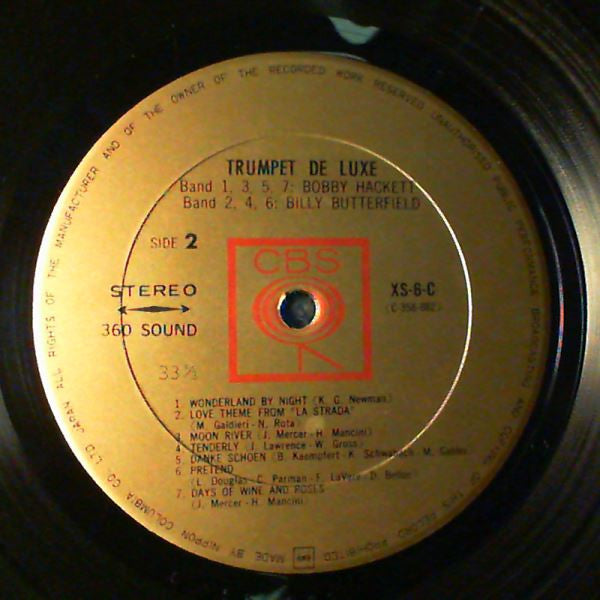 TRUMPET DE LUXE
Band 1, 3, 5, 7: BOBBY HACKETT
Band 2, 4, 6: BILLY BUTTERFIELD
SIDE 2
CBS
STEREO
360 SOUND
XS-6-C
33⅓
1. WONDERLAND BY NIGHT (K. G. Newman)
2. LOVE THEME FROM "LA STRADA"
(M. Galdieri-N. Rota)
3. MOON RIVER (J. Mercer-H. Mancini)
4. TENDERLY (J. Lawrence-W. Gross)
5. DANKE SCHOEN (B. Kaempfert-K. Schwabach-M. Gabler)
6. PRETEND
(L. Douglas-C. Parman-F. LaVere-D. Belloc)
7. DAYS OF WINE AND ROSES
(J. Mercer-H. Mancini)
MADE BY NIPPON COLUMBIA CO., LTD. JAPAN ALL RIGHTS OF THE MANUFACTURER AND OF THE OWNER OF THE RECORDED WORK RESERVED UNAUTHORISED PUBLIC PERFORMANCE BROADCASTING AND COPYING OF THIS RECORD PROHIBITED